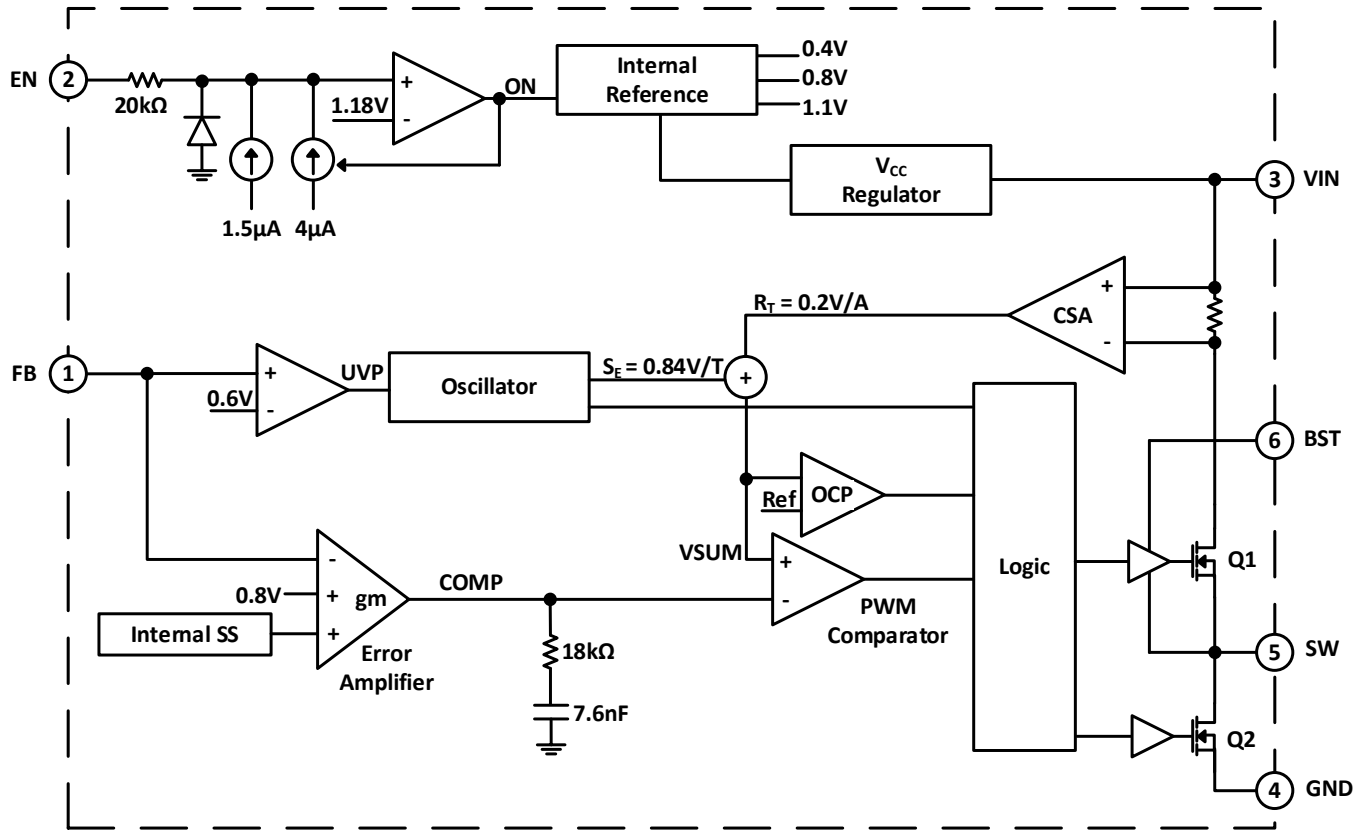 EN
2
20kΩ
1.18V
+
-
ON
Internal
Reference
0.4V
0.8V
1.1V
1.5µA
4µA
VCC
Regulator
3
VIN
RT = 0.2V/A
CSA
+
-
FB
1
0.6V
+
-
UVP
Oscillator
SE = 0.84V/T
+
6
BST
Ref
OCP
VSUM
+
-
PWM
Comparator
Logic
Q1
-
0.8V
+
+
gm
COMP
Internal SS
Error
Amplifier
18kΩ
7.6nF
5
SW
Q2
4
GND